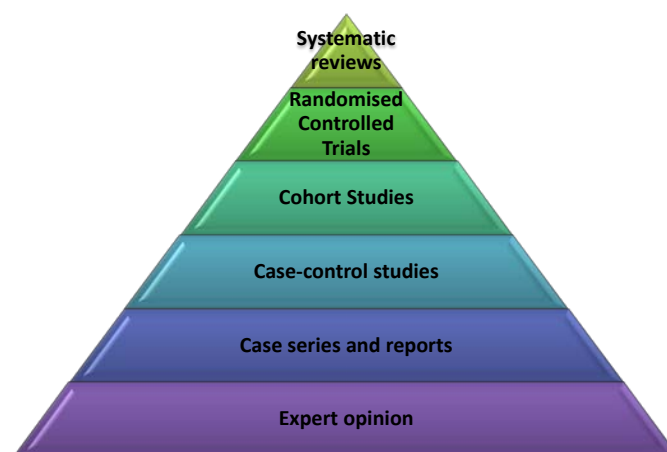 Systematic
reviews
Randomised
Controlled
Trials
Cohort Studies
Case-control studies
Case series and reports
Expert opinion